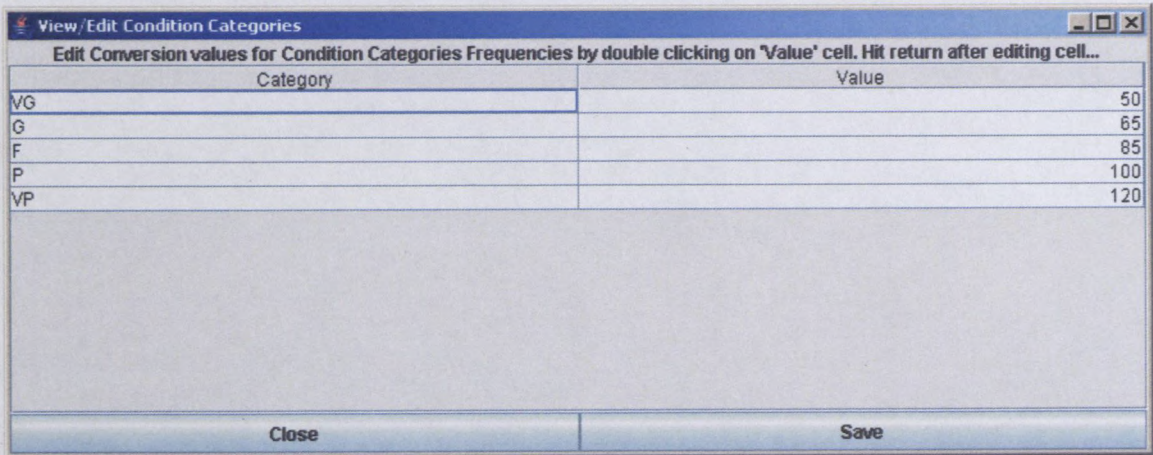 View/Edit Condition Categories
Edit Conversion values for Condition Categories Frequencies by double clicking on 'Value' cell. Hit return after editing cell...
Category Value
VG 50
G 65
F 85
P 100
VP 120
Close Save